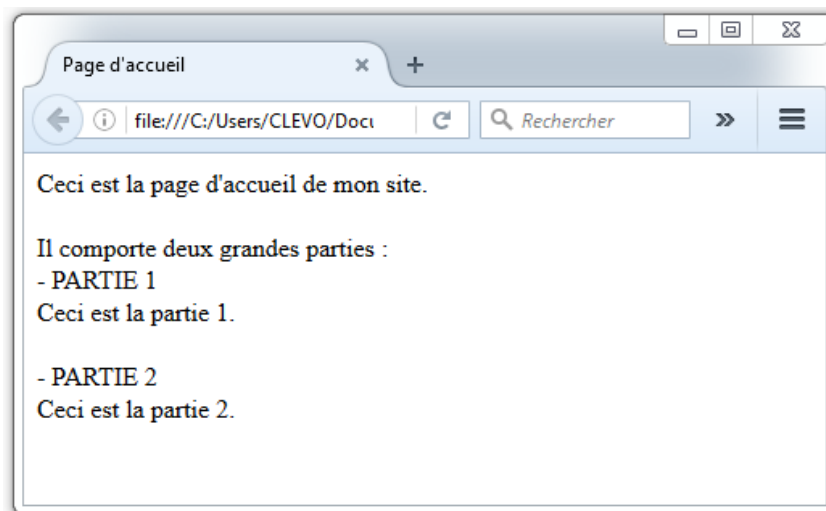 Page d'accueil
file:///C:/Users/CLEVO/Docu
Rechercher
Ceci est la page d'accueil de mon site.
Il comporte deux grandes parties :
- PARTIE 1
Ceci est la partie 1.
- PARTIE 2
Ceci est la partie 2.